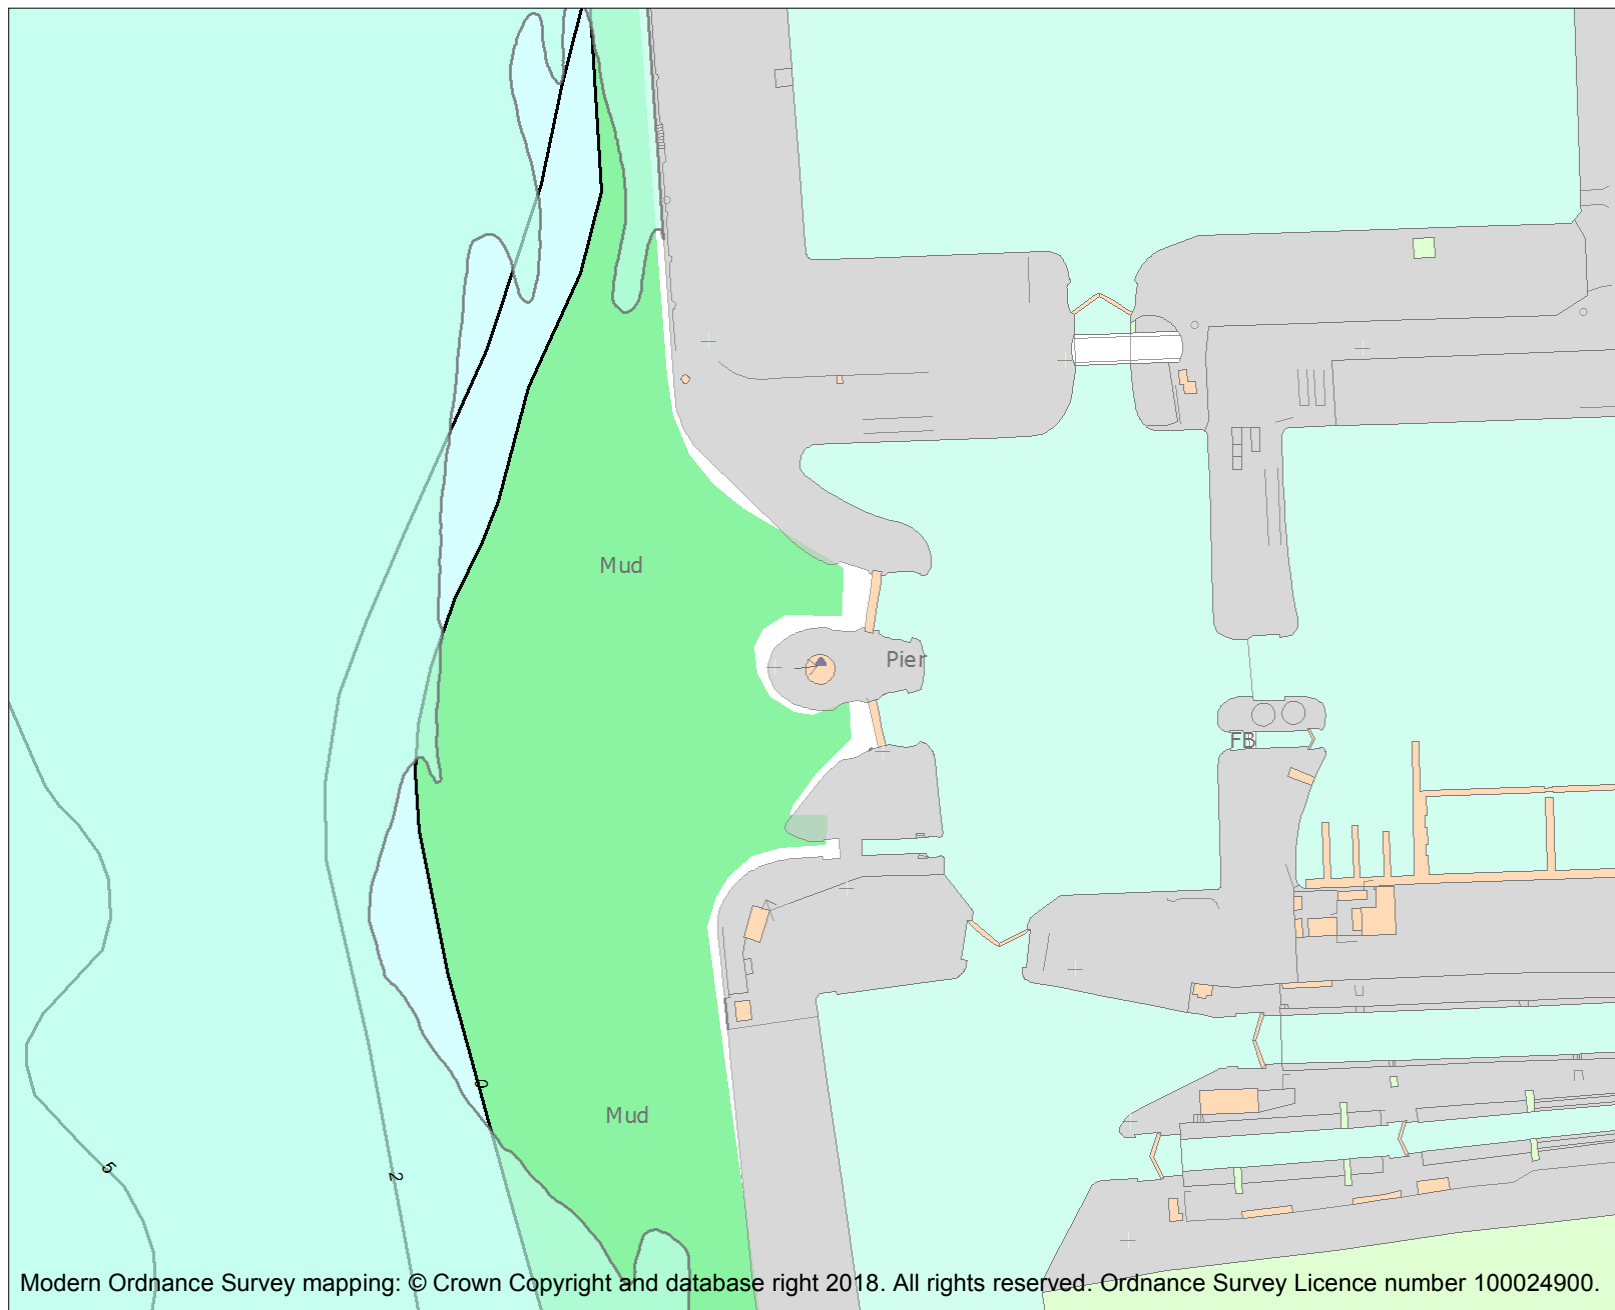 Mud
Pier
FB
0
Mud
5
2
Modern Ordnance Survey mapping: © Crown Copyright and database right 2018. All rights reserved. Ordnance Survey Licence number 100024900.